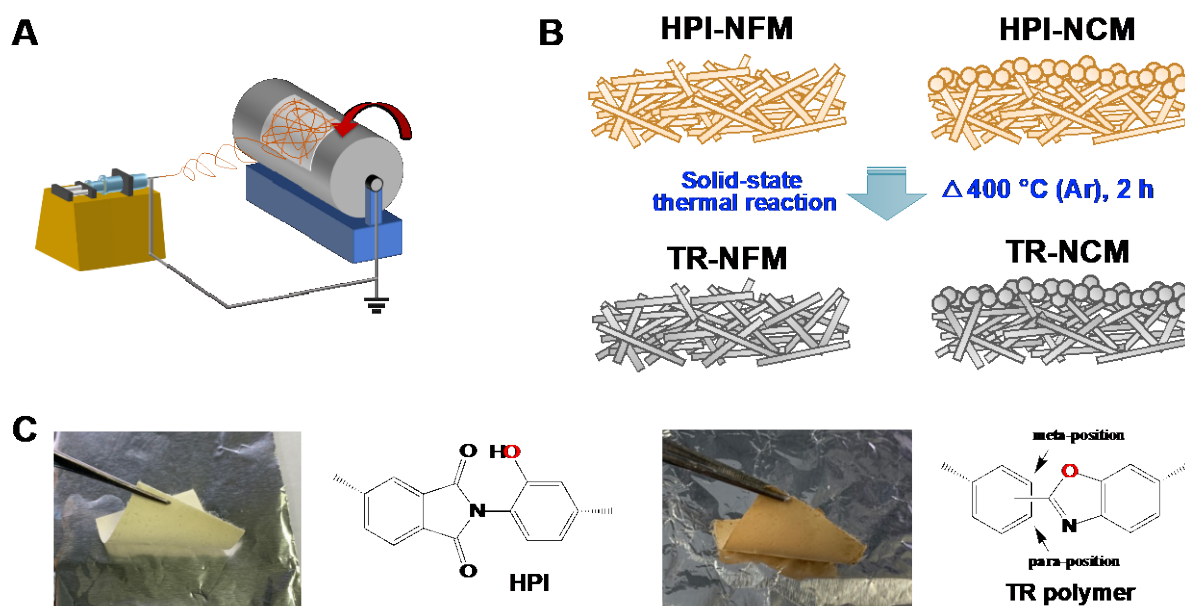 A
B
HPI-NFM
HPI-NCM
Solid-state
thermal reaction
△ 400 °C (Ar), 2 h
TR-NFM
TR-NCM
C
O
HO
N
O
HPI
meta-position
O
N
para-position
TR polymer